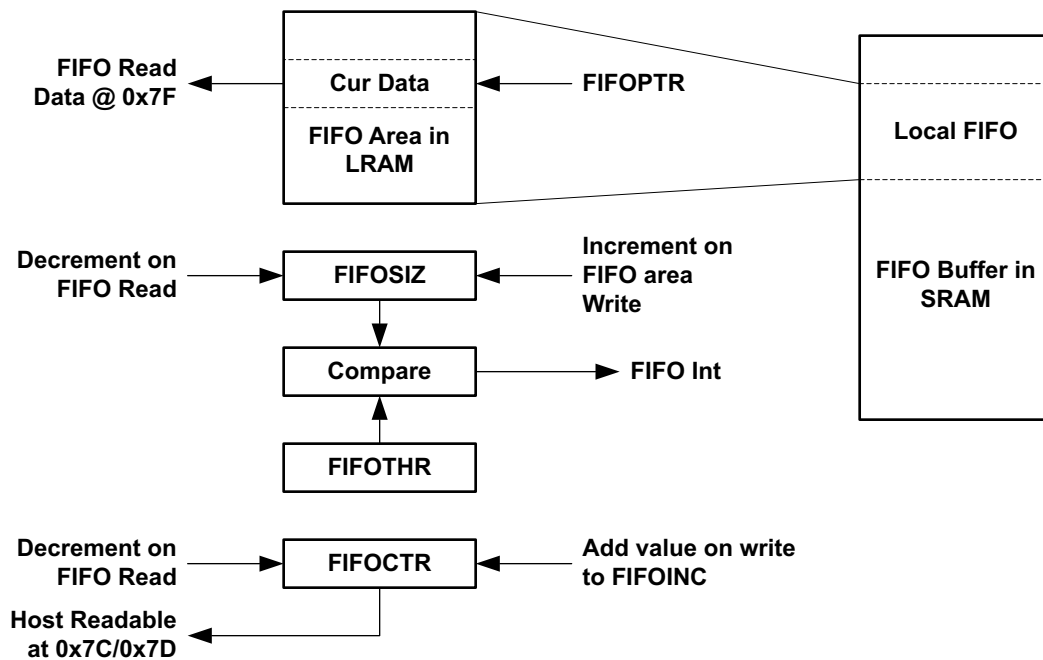 FIFO Read
Data @ 0x7F
Cur Data
FIFOPTR
FIFO Area in
LRAM
Local FIFO
FIFO Buffer in
SRAM
Decrement on
FIFO Read
FIFOSIZ
Increment on
FIFO area
Write
Compare
FIFO Int
FIFOTHR
Decrement on
FIFO Read
FIFOCTR
Add value on write
to FIFOINC
Host Readable
at 0x7C/0x7D